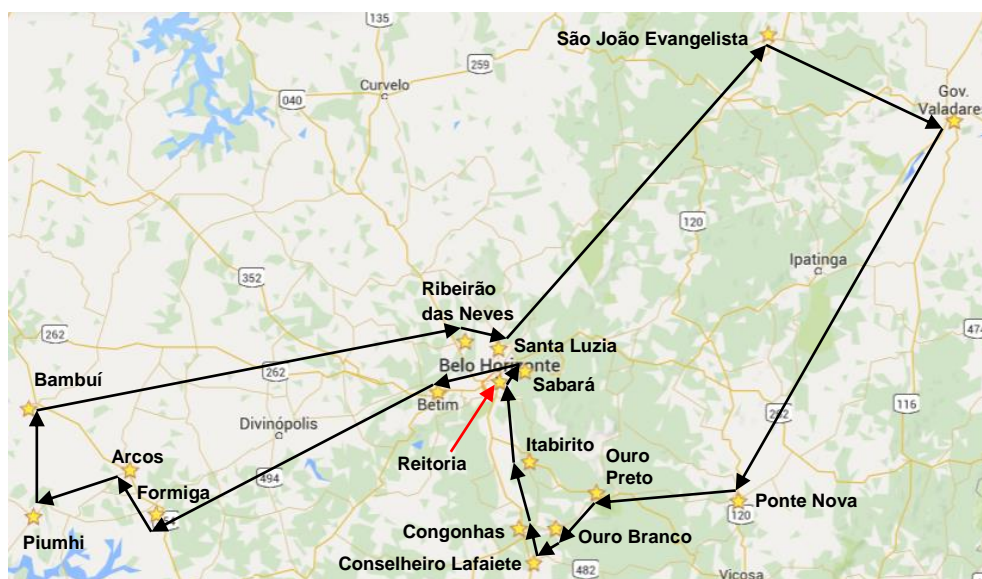 135
São João Evangelista
259
Curvelo
040
Gov.
Valadares
120
Ipatinga
352
Ribeirão
das Neves
474
262
Santa Luzia
Belo Horizonte
262
Bambuí
Sabará
Betim
116
262
Divinópolis
Itabirito
Ouro
Preto
Arcos
Reitoria
494
Formiga
Ponte Nova
120
Piumhi
Congonhas
Ouro Branco
Conselheiro Lafaiete
482
Viçosa